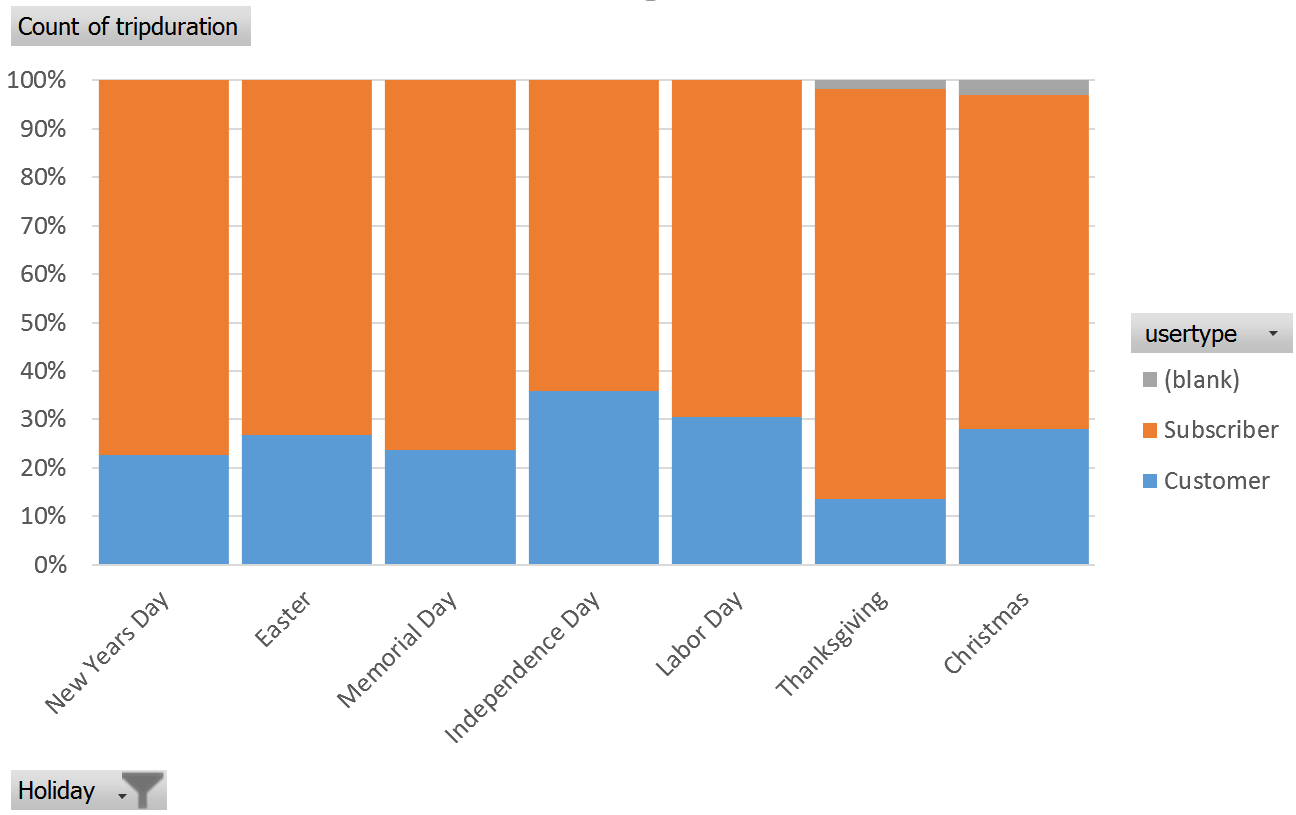 Count of tripduration
100%
90%
80%
70%
60%
50%
40%
30%
20%
10%
0%
New Years Day
Easter
Memorial Day
Independence Day
Labor Day
Thanksgiving
Christmas
usertype
(blank)
Subscriber
Customer
Holiday